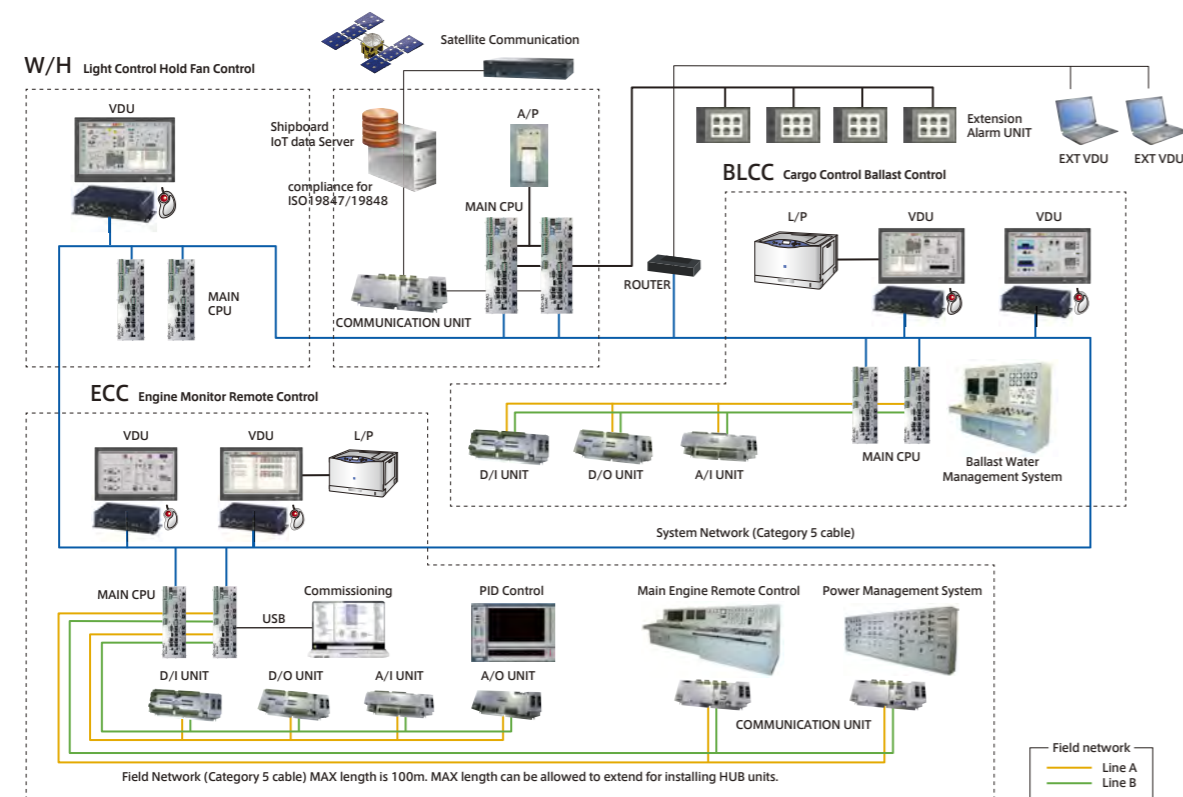 Satellite Communication
W/H Light Control Hold Fan Control
VDU
Shipboard
IoT data Server
A/P
Extension
Alarm UNIT
EXT VDU
EXT VDU
compliance for
ISO19847/19848
MAIN CPU
BLCC Cargo Control Ballast Control
L/P
VDU
VDU
MAIN
CPU
COMMUNICATION UNIT
ROUTER
ECC Engine Monitor Remote Control
VDU
VDU
L/P
D/I UNIT
D/O UNIT
A/I UNIT
MAIN CPU
Ballast Water
Management System
System Network (Category 5 cable)
MAIN CPU
USB
Commissioning
PID Control
Main Engine Remote Control
Power Management System
D/I UNIT
D/O UNIT
A/I UNIT
A/O UNIT
COMMUNICATION UNIT
Field Network (Category 5 cable) MAX length is 100m. MAX length can be allowed to extend for installing HUB units.
Field network
Line A
Line B